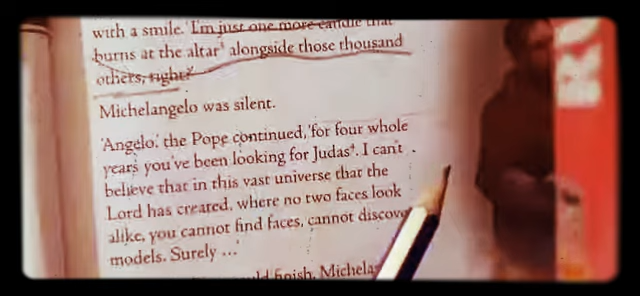 with a smile. 'I'm just one more candle that
burns at the altar¹ alongside those thousand
others, right?'
Michelangelo was silent.
'Angelo,' the Pope continued, 'for four whole
years you've been looking for Judas⁴. I can't
believe that in this vast universe that the
Lord has created, where no two faces look
alike, you cannot find faces, cannot discover
models. Surely ...
finish, Michela